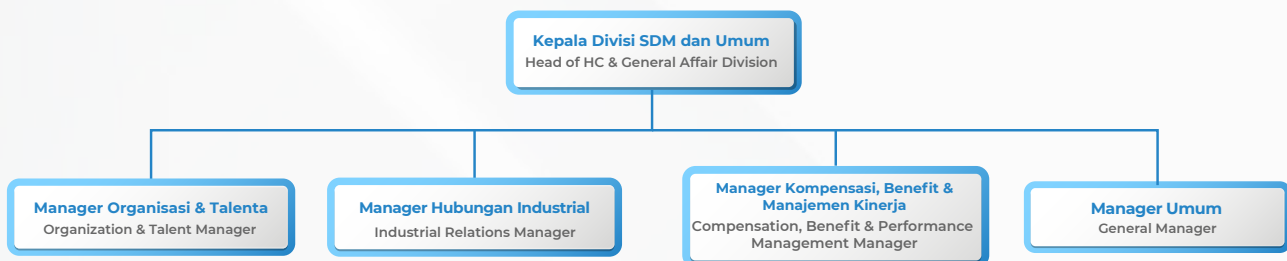 Kepala Divisi SDM dan Umum
Head of HC & General Affair Division
Manager Organisasi & Talenta
Organization & Talent Manager
Manager Hubungan Industrial
Industrial Relations Manager
Manager Kompensasi, Benefit &
Manajemen Kinerja
Compensation, Benefit & Performance
Management Manager
Manager Umum
General Manager